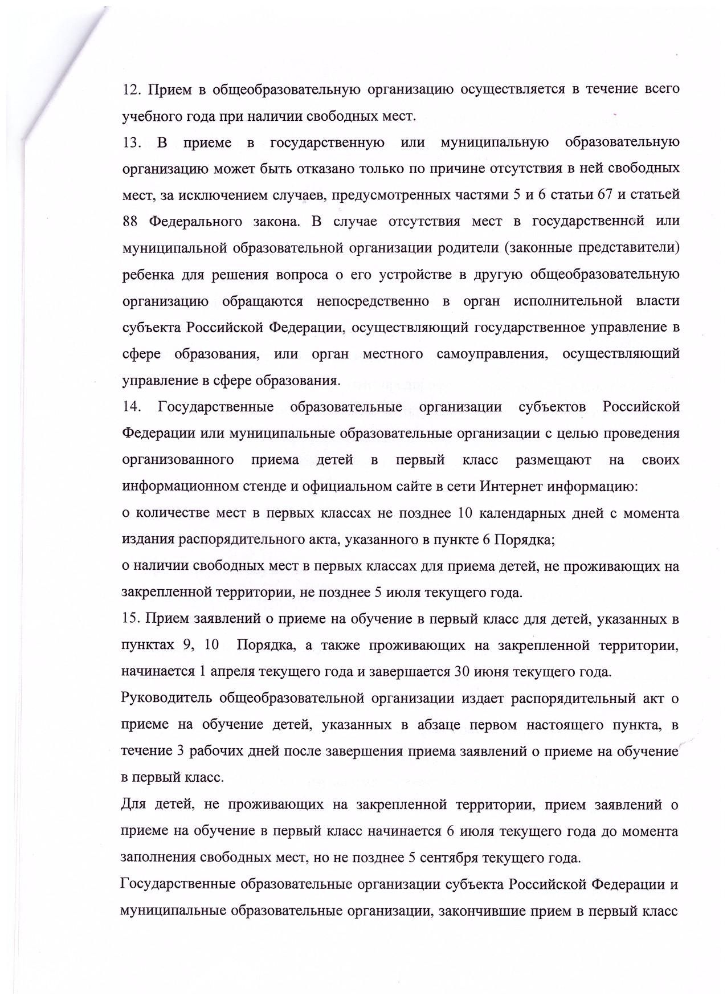 12. Прием в общеобразовательную организацию осуществляется в течение всего
учебного года при наличии свободных мест.
13. В приеме в государственную или муниципальную образовательную
организацию может быть отказано только по причине отсутствия в ней свободных
мест, за исключением случаев, предусмотренных частями 5 и 6 статьи 67 и статьей
88 Федерального закона. В случае отсутствия мест в государственной или
муниципальной образовательной организации родители (законные представители)
ребенка для решения вопроса о его устройстве в другую общеобразовательную
организацию обращаются непосредственно в орган исполнительной власти
субъекта Российской Федерации, осуществляющий государственное управление в
сфере образования, или орган местного самоуправления, осуществляющий
управление в сфере образования.
14. Государственные образовательные организации субъектов Российской
Федерации или муниципальные образовательные организации с целью проведения
организованного приема детей в первый класс размещают на своих
информационном стенде и официальном сайте в сети Интернет информацию:
о количестве мест в первых классах не позднее 10 календарных дней с момента
издания распорядительного акта, указанного в пункте 6 Порядка;
о наличии свободных мест в первых классах для приема детей, не проживающих на
закрепленной территории, не позднее 5 июля текущего года.
15. Прием заявлений о приеме на обучение в первый класс для детей, указанных в
пунктах 9, 10 Порядка, а также проживающих на закрепленной территории,
начинается 1 апреля текущего года и завершается 30 июня текущего года.
Руководитель общеобразовательной организации издает распорядительный акт о
приеме на обучение детей, указанных в абзаце первом настоящего пункта, в
течение 3 рабочих дней после завершения приема заявлений о приеме на обучение
в первый класс.
Для детей, не проживающих на закрепленной территории, прием заявлений о
приеме на обучение в первый класс начинается 6 июля текущего года до момента
заполнения свободных мест, но не позднее 5 сентября текущего года.
Государственные образовательные организации субъекта Российской Федерации и
муниципальные образовательные организации, закончившие прием в первый класс